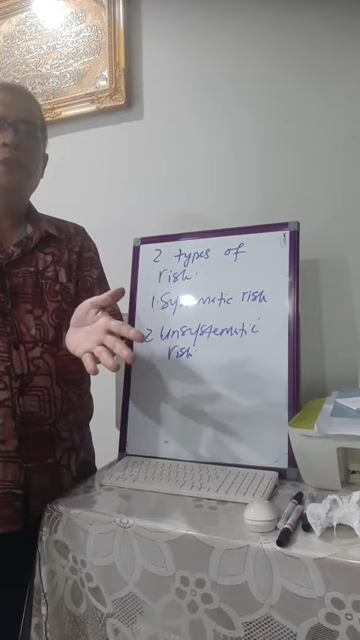 2 types of
risk.
1. Systematic risk
2 Unsystematic
risk.